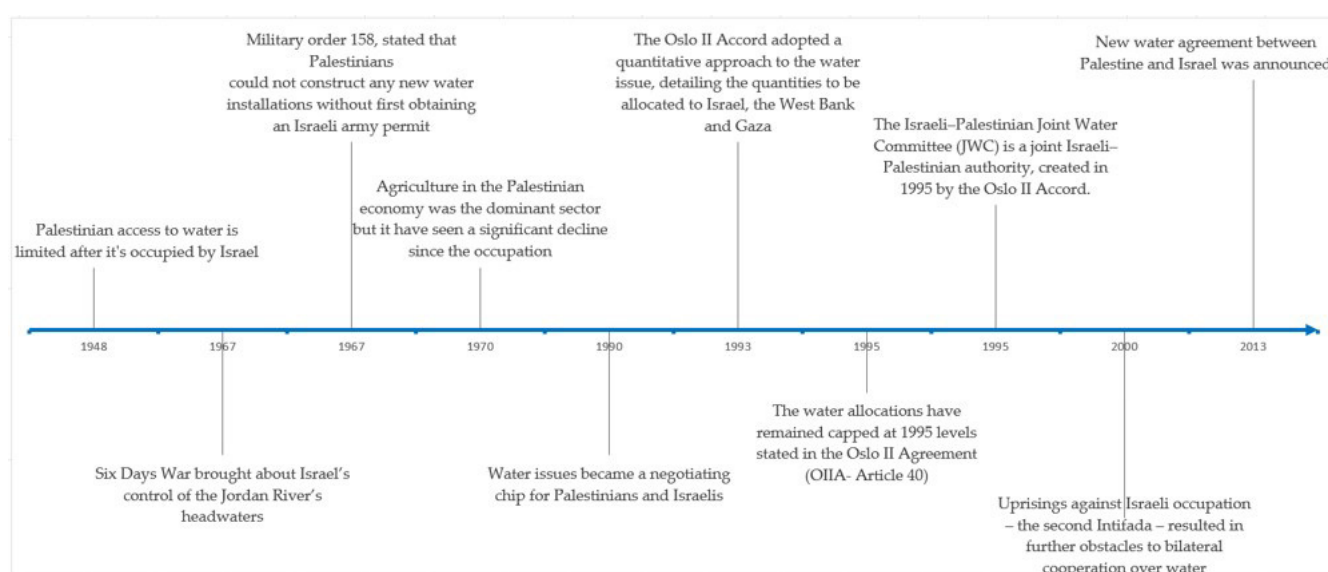 Military order 158, stated that
Palestinians
could not construct any new water
installations without first obtaining
an Israeli army permit
The Oslo II Accord adopted a
quantitative approach to the water
issue, detailing the quantities to be
allocated to Israel, the West Bank
and Gaza
New water agreement between
Palestine and Israel was announced
The Israeli–Palestinian Joint Water
Committee (JWC) is a joint Israeli–
Palestinian authority, created in
1995 by the Oslo II Accord.
Agriculture in the Palestinian
economy was the dominant sector
but it have seen a significant decline
since the occupation
Palestinian access to water is
limited after it's occupied by Israel
1948
1967
1967
1970
1990
1993
1995
1995
2000
2013
Six Days War brought about Israel's
control of the Jordan River's
headwaters
Water issues became a negotiating
chip for Palestinians and Israelis
The water allocations have
remained capped at 1995 levels
stated in the Oslo II Agreement
(OIIA- Article 40)
Uprisings against Israeli occupation
– the second Intifada – resulted in
further obstacles to bilateral
cooperation over water